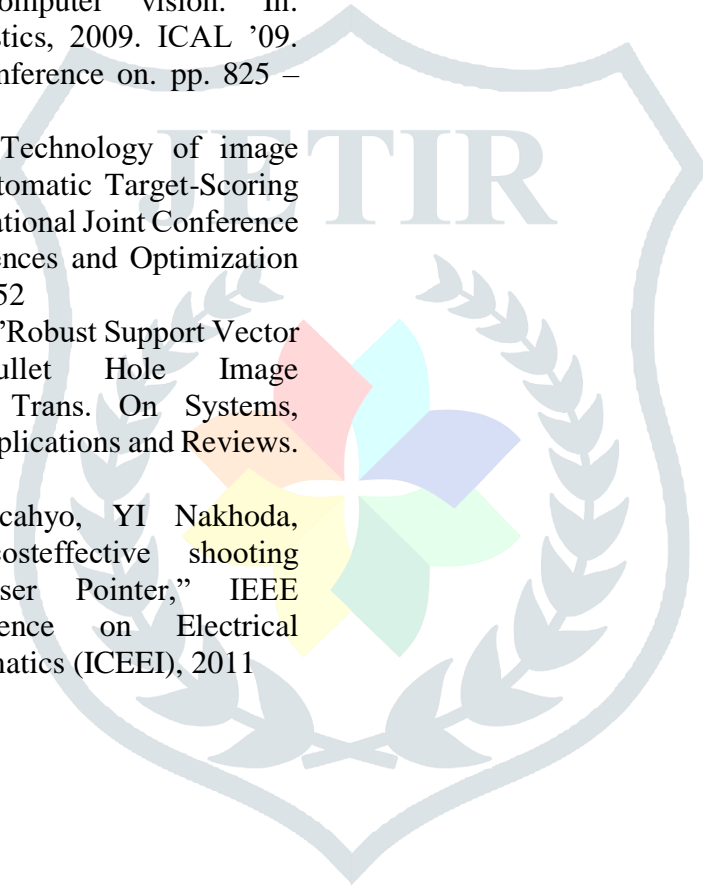 computer vision. In:
stics, 2009. ICAL ’09.
nference on. pp. 825 –
JETIR
Technology of image
tomatic Target-Scoring
ational Joint Conference
ences and Optimization
52
”Robust Support Vector
ullet Hole Image
Trans. On Systems,
pplications and Reviews.
cahyo, YI Nakhoda,
costeffective shooting
ser Pointer,” IEEE
ence on Electrical
matics (ICEEI), 2011